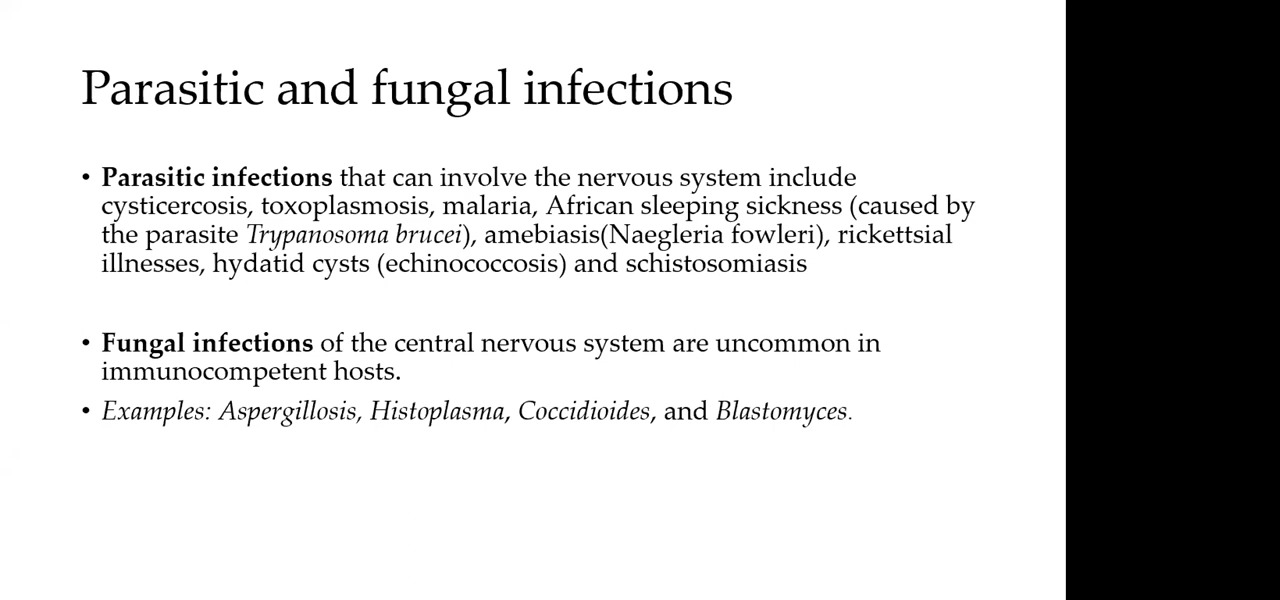 Parasitic and fungal infections
• Parasitic infections that can involve the nervous system include
cysticercosis, toxoplasmosis, malaria, African sleeping sickness (caused by
the parasite Trypanosoma brucei), amebiasis(Naegleria fowleri), rickettsial
illnesses, hydatid cysts (echinococcosis) and schistosomiasis
• Fungal infections of the central nervous system are uncommon in
immunocompetent hosts.
• Examples: Aspergillosis, Histoplasma, Coccidioides, and Blastomyces.